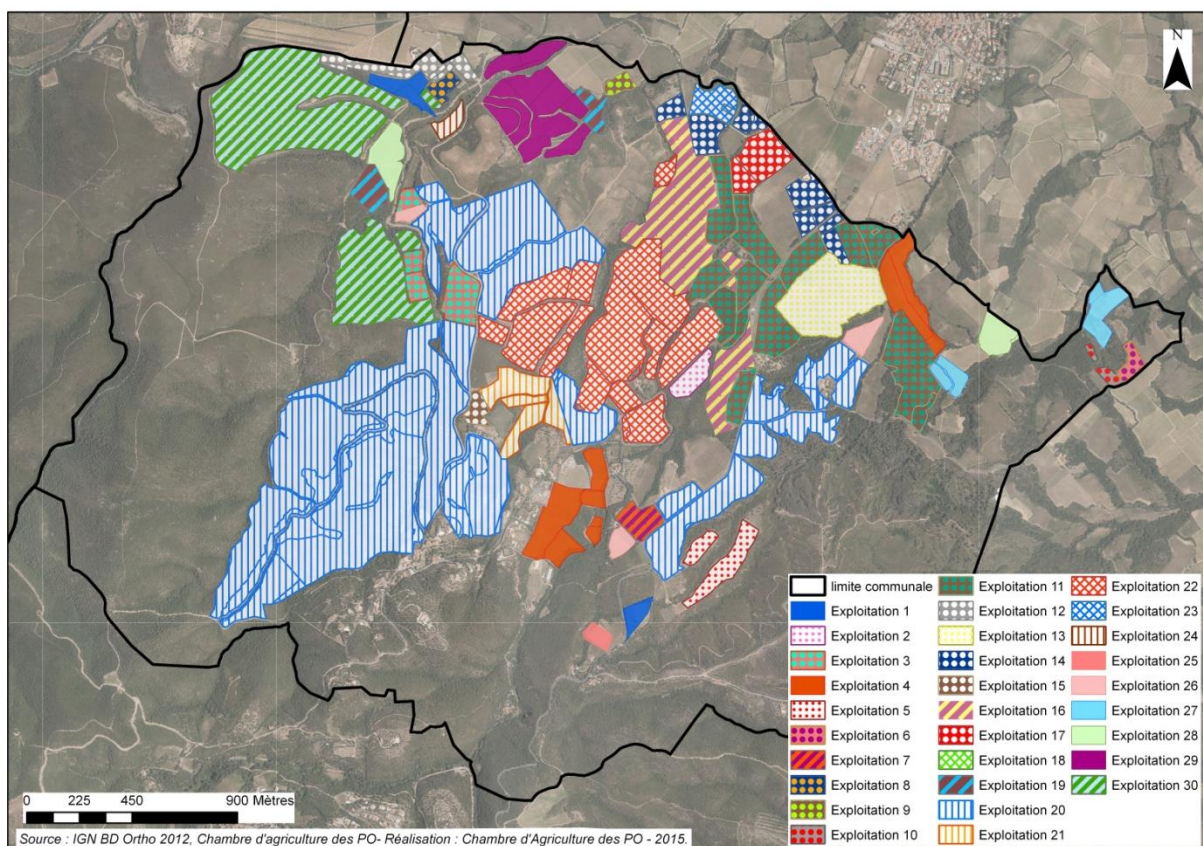 N
limite communale
Exploitation 1
Exploitation 2
Exploitation 3
Exploitation 4
Exploitation 5
Exploitation 6
Exploitation 7
Exploitation 8
Exploitation 9
Exploitation 10
Exploitation 11
Exploitation 12
Exploitation 13
Exploitation 14
Exploitation 15
Exploitation 16
Exploitation 17
Exploitation 18
Exploitation 19
Exploitation 20
Exploitation 21
Exploitation 22
Exploitation 23
Exploitation 24
Exploitation 25
Exploitation 26
Exploitation 27
Exploitation 28
Exploitation 29
Exploitation 30
0 225 450 900 Mètres
Source : IGN BD Ortho 2012, Chambre d'agriculture des PO- Réalisation : Chambre d'Agriculture des PO - 2015.